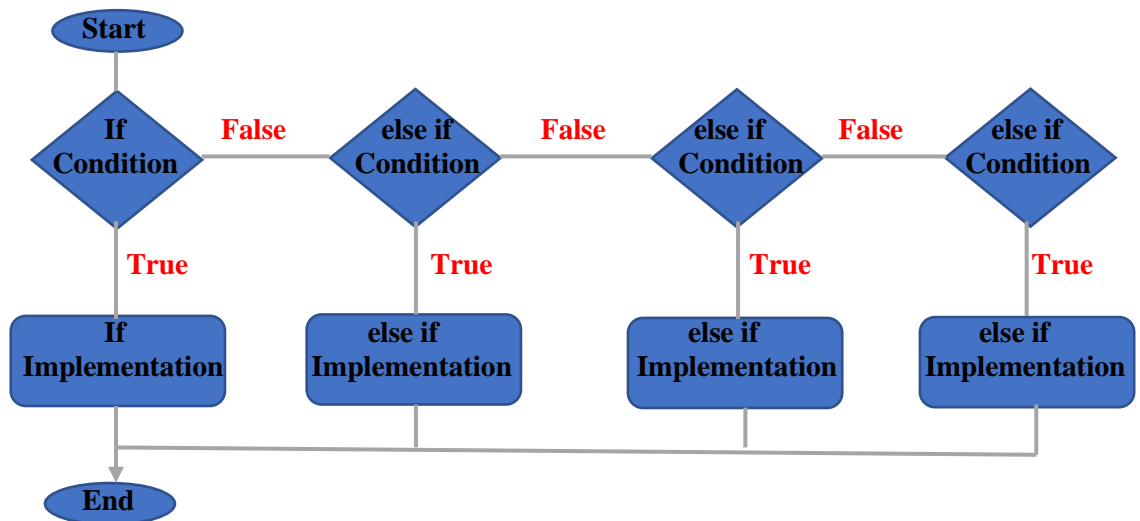 Start
If
Condition
False
else if
Condition
False
else if
Condition
False
else if
Condition
True
True
True
True
If
Implementation
else if
Implementation
else if
Implementation
else if
Implementation
End